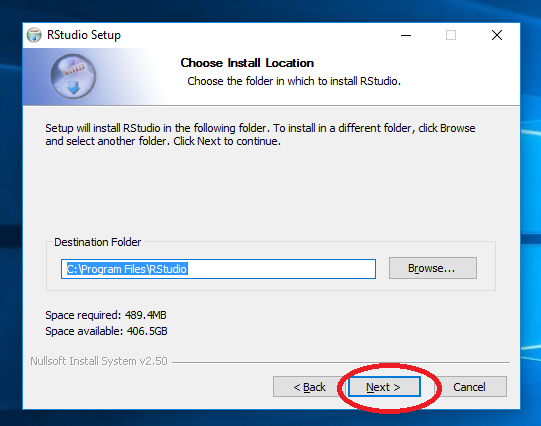 RStudio Setup
Choose Install Location
Choose the folder in which to install RStudio.
Setup will install RStudio in the following folder. To install in a different folder, click Browse
and select another folder. Click Next to continue.
Destination Folder
C:\Program Files\RStudio
Browse...
Space required: 489.4MB
Space available: 406.5GB
Nullsoft Install System v2.50
< Back
Next >
Cancel